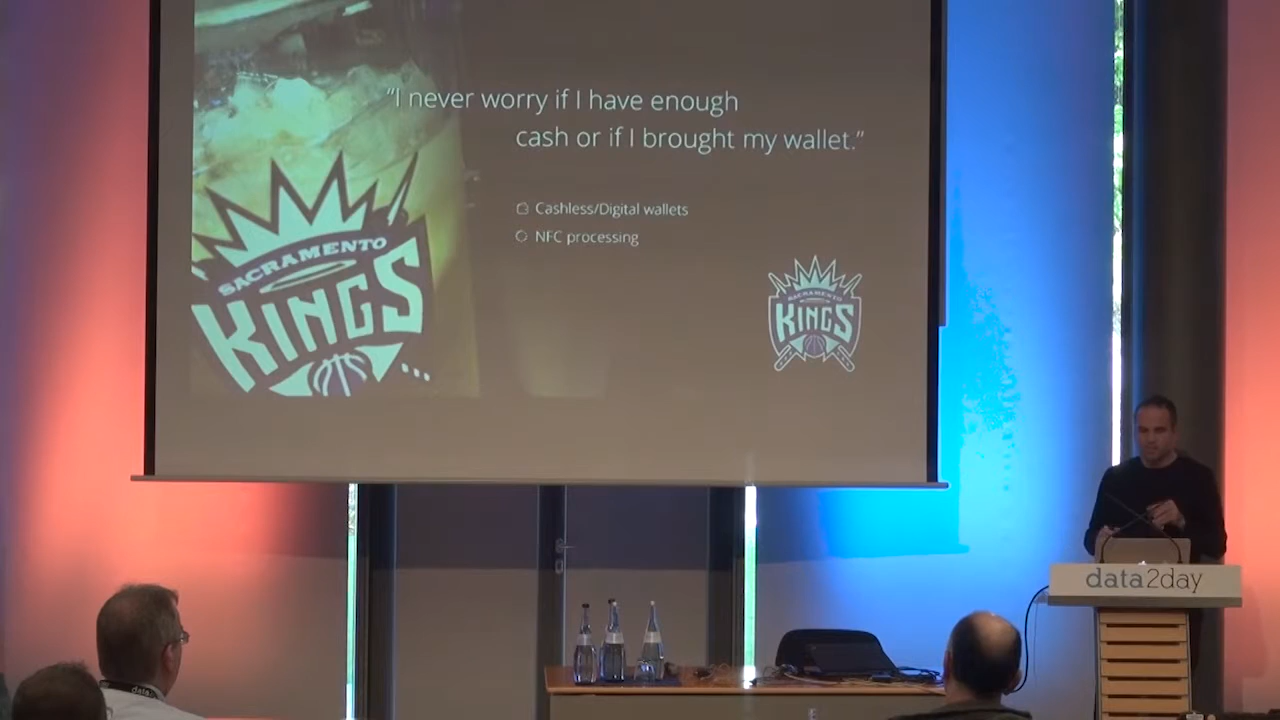 “I never worry if I have enough
cash or if I brought my wallet.”
Cashless/Digital wallets
NFC processing
SACRAMENTO
KINGS
SACRAMENTO
KINGS
data2day
data